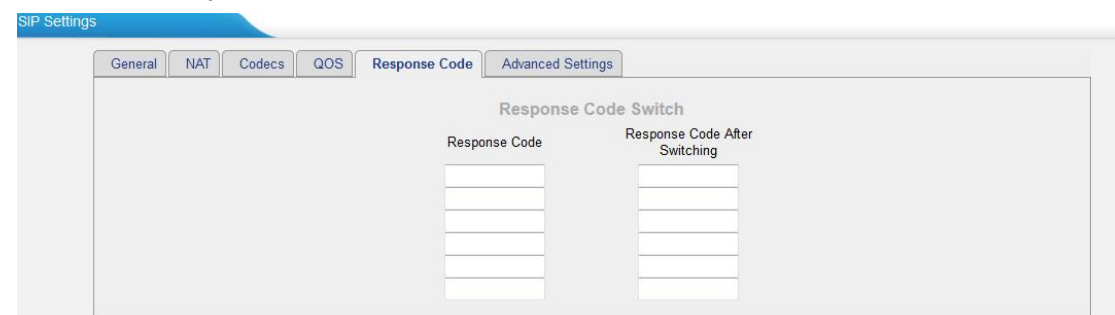 SIP Settings
General NAT Codecs QOS Response Code Advanced Settings
Response Code Switch
Response Code
Response Code After
Switching